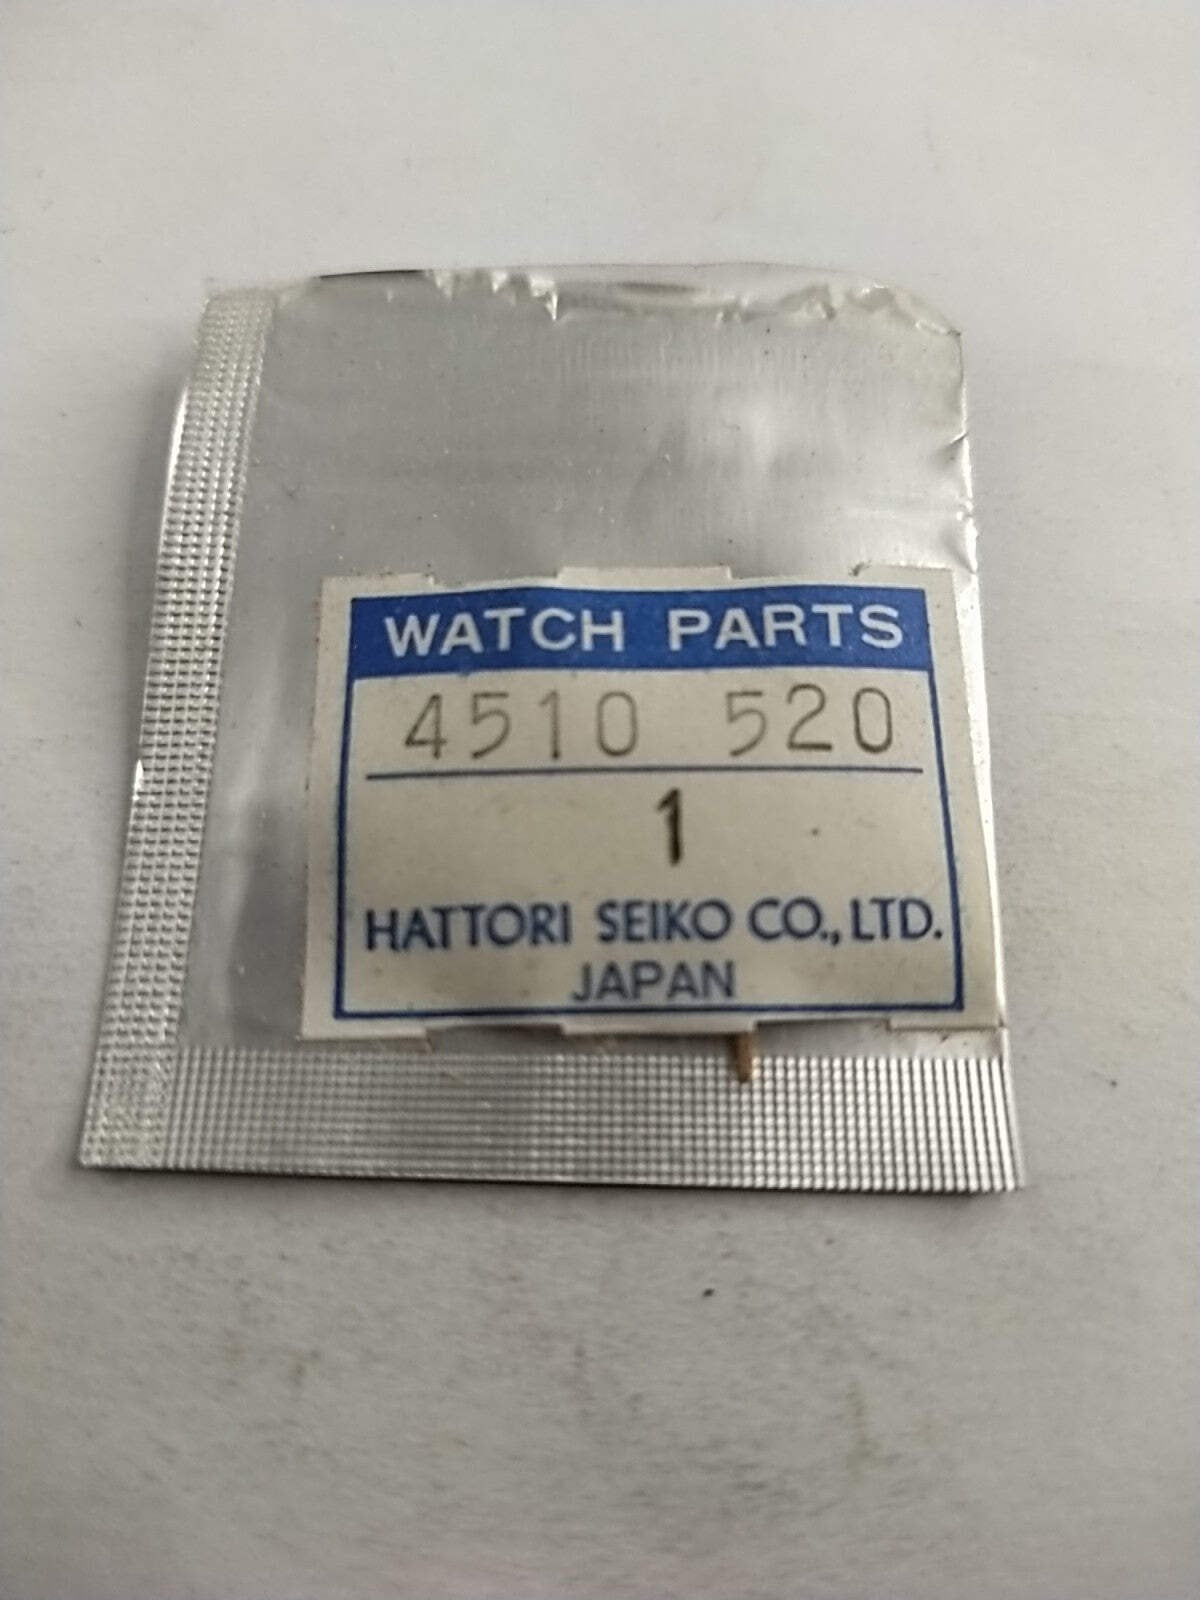 WATCH PARTS
4510 520
1
HATTORI SEIKO CO., LTD.
JAPAN